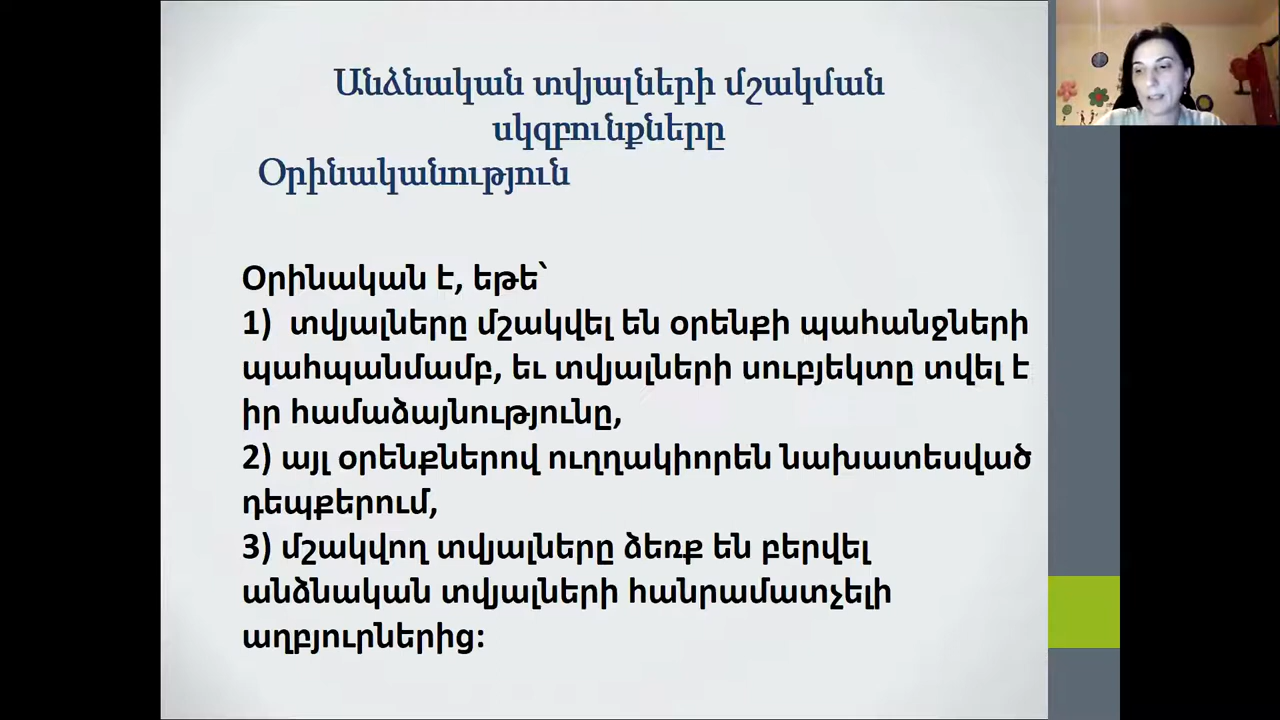 Անձնական տվյալների մշակման
սկզբունքները
Օրինականություն
Օրինական է, եթե՝
1) տվյալները մշակվել են օրենքի պահանջների
պահպանմամբ, եւ տվյալների սուբյեկտը տվել է
իր համաձայնությունը,
2) այլ օրենքներով ուղղակիորեն նախատեսված
դեպքերում,
3) մշակվող տվյալները ձեռք են բերվել
անձնական տվյալների հանրամատչելի
աղբյուրներից: